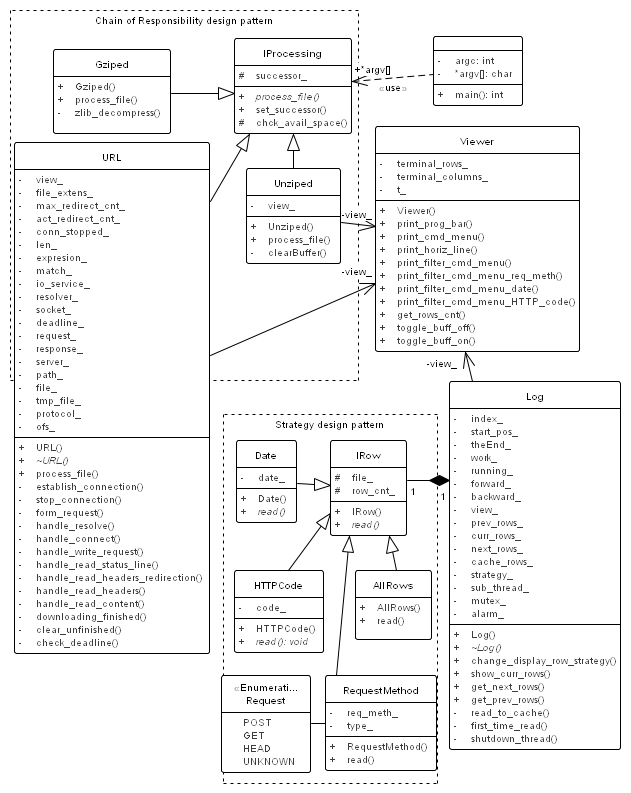 Chain of Responsibility design pattern
Gziped
+ Gziped()
+ process_file()
- zlib_decompress()
IProcessing
# successor_
+ process_file()
+ set_successor()
# chck_avail_space()
+*argv[]
«use»
- argc: int
- *argv[]: char
+ main(): int
URL
- view_
- file_extens_
- max_redirect_cnt_
- act_redirect_cnt_
- conn_stopped_
- len_
- expresion_
- match_
- io_service_
- resolver_
- socket_
- deadline_
- request_
- response_
- server_
- path_
- file_
- tmp_file_
- protocol_
- ofs_
+ URL()
+ ~URL()
+ process_file()
- establish_connection()
- stop_connection()
- form_request()
- handle_resolve()
- handle_connect()
- handle_write_request()
- handle_read_status_line()
- handle_read_headers_redirection()
- handle_read_headers()
- handle_read_content()
- downloading_finished()
- clear_unfinished()
- check_deadline()
Unziped
- view_
+ Unziped()
+ process_file()
- clearBuffer()
-view_
-view_
Viewer
- terminal_rows_
- terminal_columns_
- t_
+ Viewer()
+ print_prog_bar()
+ print_cmd_menu()
+ print_horiz_line()
+ print_filter_cmd_menu()
+ print_filter_cmd_menu_req_meth()
+ print_filter_cmd_menu_date()
+ print_filter_cmd_menu_HTTP_code()
+ get_rows_cnt()
+ toggle_buff_off()
+ toggle_buff_on()
-view_
Log
- index_
- start_pos_
- theEnd_
- work_
- running_
- forward_
- backward_
- view_
- prev_rows_
- curr_rows_
- next_rows_
- cache_rows_
- strategy_
- sub_thread_
- mutex_
- alarm_
+ Log()
+ ~Log()
+ change_display_row_strategy()
+ show_curr_rows()
+ get_next_rows()
+ get_prev_rows()
- read_to_cache()
- first_time_read()
- shutdown_thread()
Strategy design pattern
Date
- date_
+ Date()
+ read()
IRow
# file_
# row_cnt_
+ IRow()
+ read()
1
1
HTTPCode
- code_
+ HTTPCode()
+ read(): void
AllRows
+ AllRows()
+ read()
«Enumerati...
Request
POST
GET
HEAD
UNKNOWN
RequestMethod
- req_meth_
- type_
+ RequestMethod()
+ read()